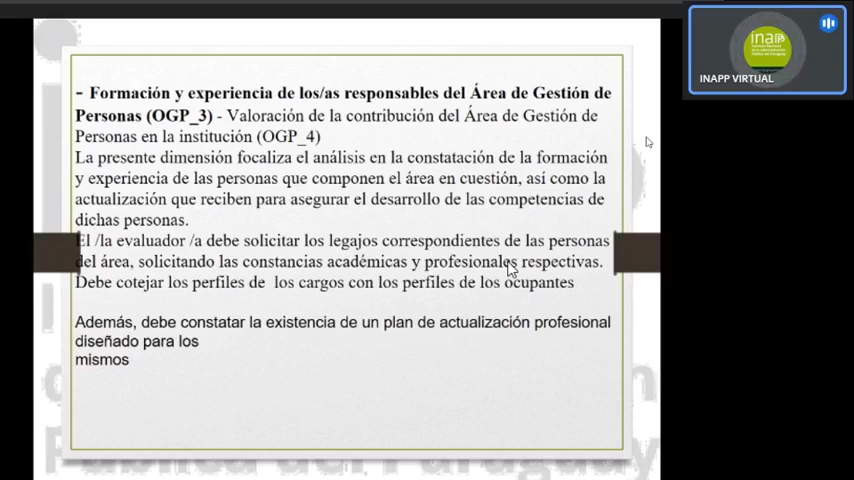 - Formación y experiencia de los/as responsables del Área de Gestión de
Personas (OGP_3) - Valoración de la contribución del Área de Gestión de
Personas en la institución (OGP_4)
La presente dimensión focaliza el análisis en la constatación de la formación
y experiencia de las personas que componen el área en cuestión, así como la
actualización que reciben para asegurar el desarrollo de las competencias de
dichas personas.
El /la evaluador /a debe solicitar los legajos correspondientes de las personas
del área, solicitando las constancias académicas y profesionales respectivas.
Debe cotejar los perfiles de los cargos con los perfiles de los ocupantes
Además, debe constatar la existencia de un plan de actualización profesional
diseñado para los
mismos
inapp
INAPP VIRTUAL
Pública del Paraguay